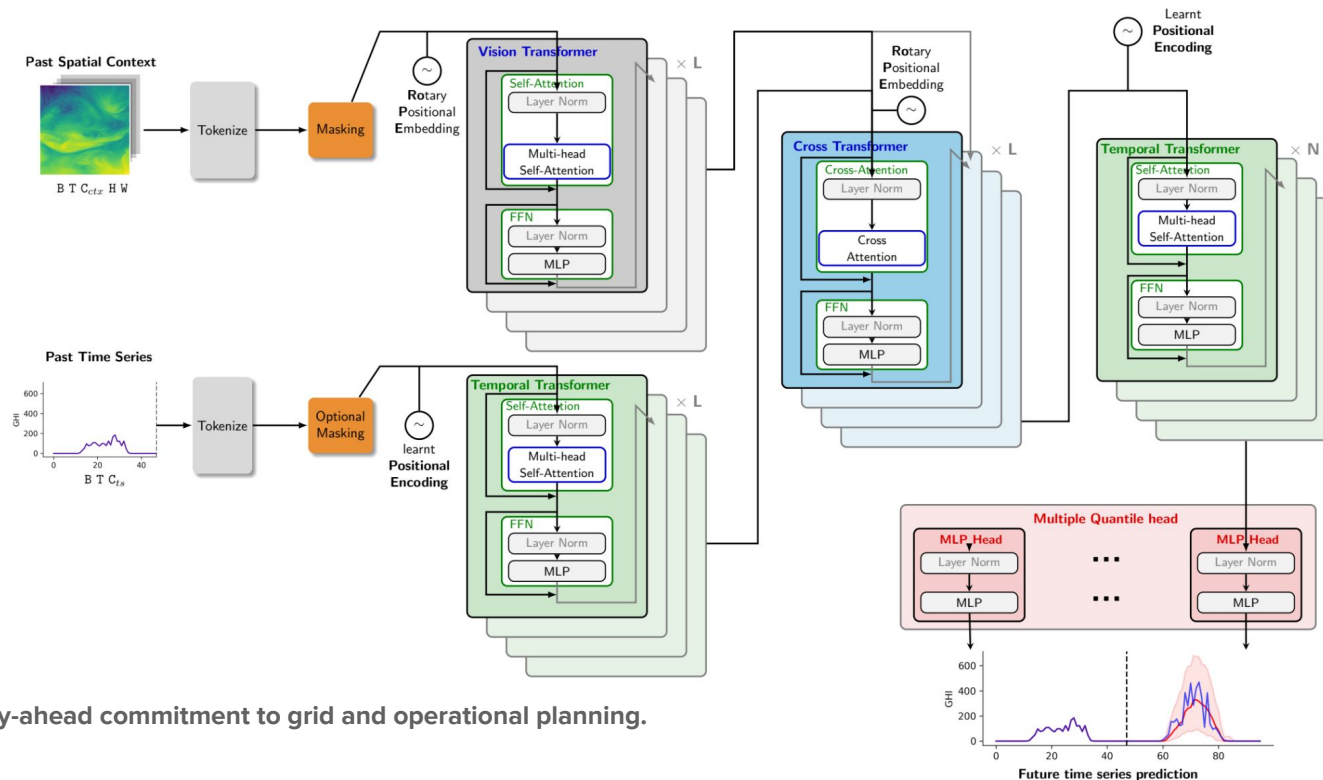 Past Spatial Context
B T C_ctx H W
Tokenize
Masking
Rotary
Positional
Embedding
Vision Transformer
× L
Self-Attention
Layer Norm
Multi-head
Self-Attention
FFN
Layer Norm
MLP
Past Time Series
GHI
600
400
200
0
0 20 40
B T C_ts
Tokenize
Optional
Masking
learnt
Positional
Encoding
Temporal Transformer
× L
Self-Attention
Layer Norm
Multi-head
Self-Attention
FFN
Layer Norm
MLP
Rotary
Positional
Embedding
Cross Transformer
× L
Cross-Attention
Layer Norm
Cross
Attention
FFN
Layer Norm
MLP
Learnt
Positional
Encoding
Temporal Transformer
× N
Self-Attention
Layer Norm
Multi-head
Self-Attention
FFN
Layer Norm
MLP
Multiple Quantile head
MLP Head
Layer Norm
MLP
...
...
MLP Head
Layer Norm
MLP
GHI
600
400
200
0
0 20 40 60 80
Future time series prediction
y-ahead commitment to grid and operational planning.